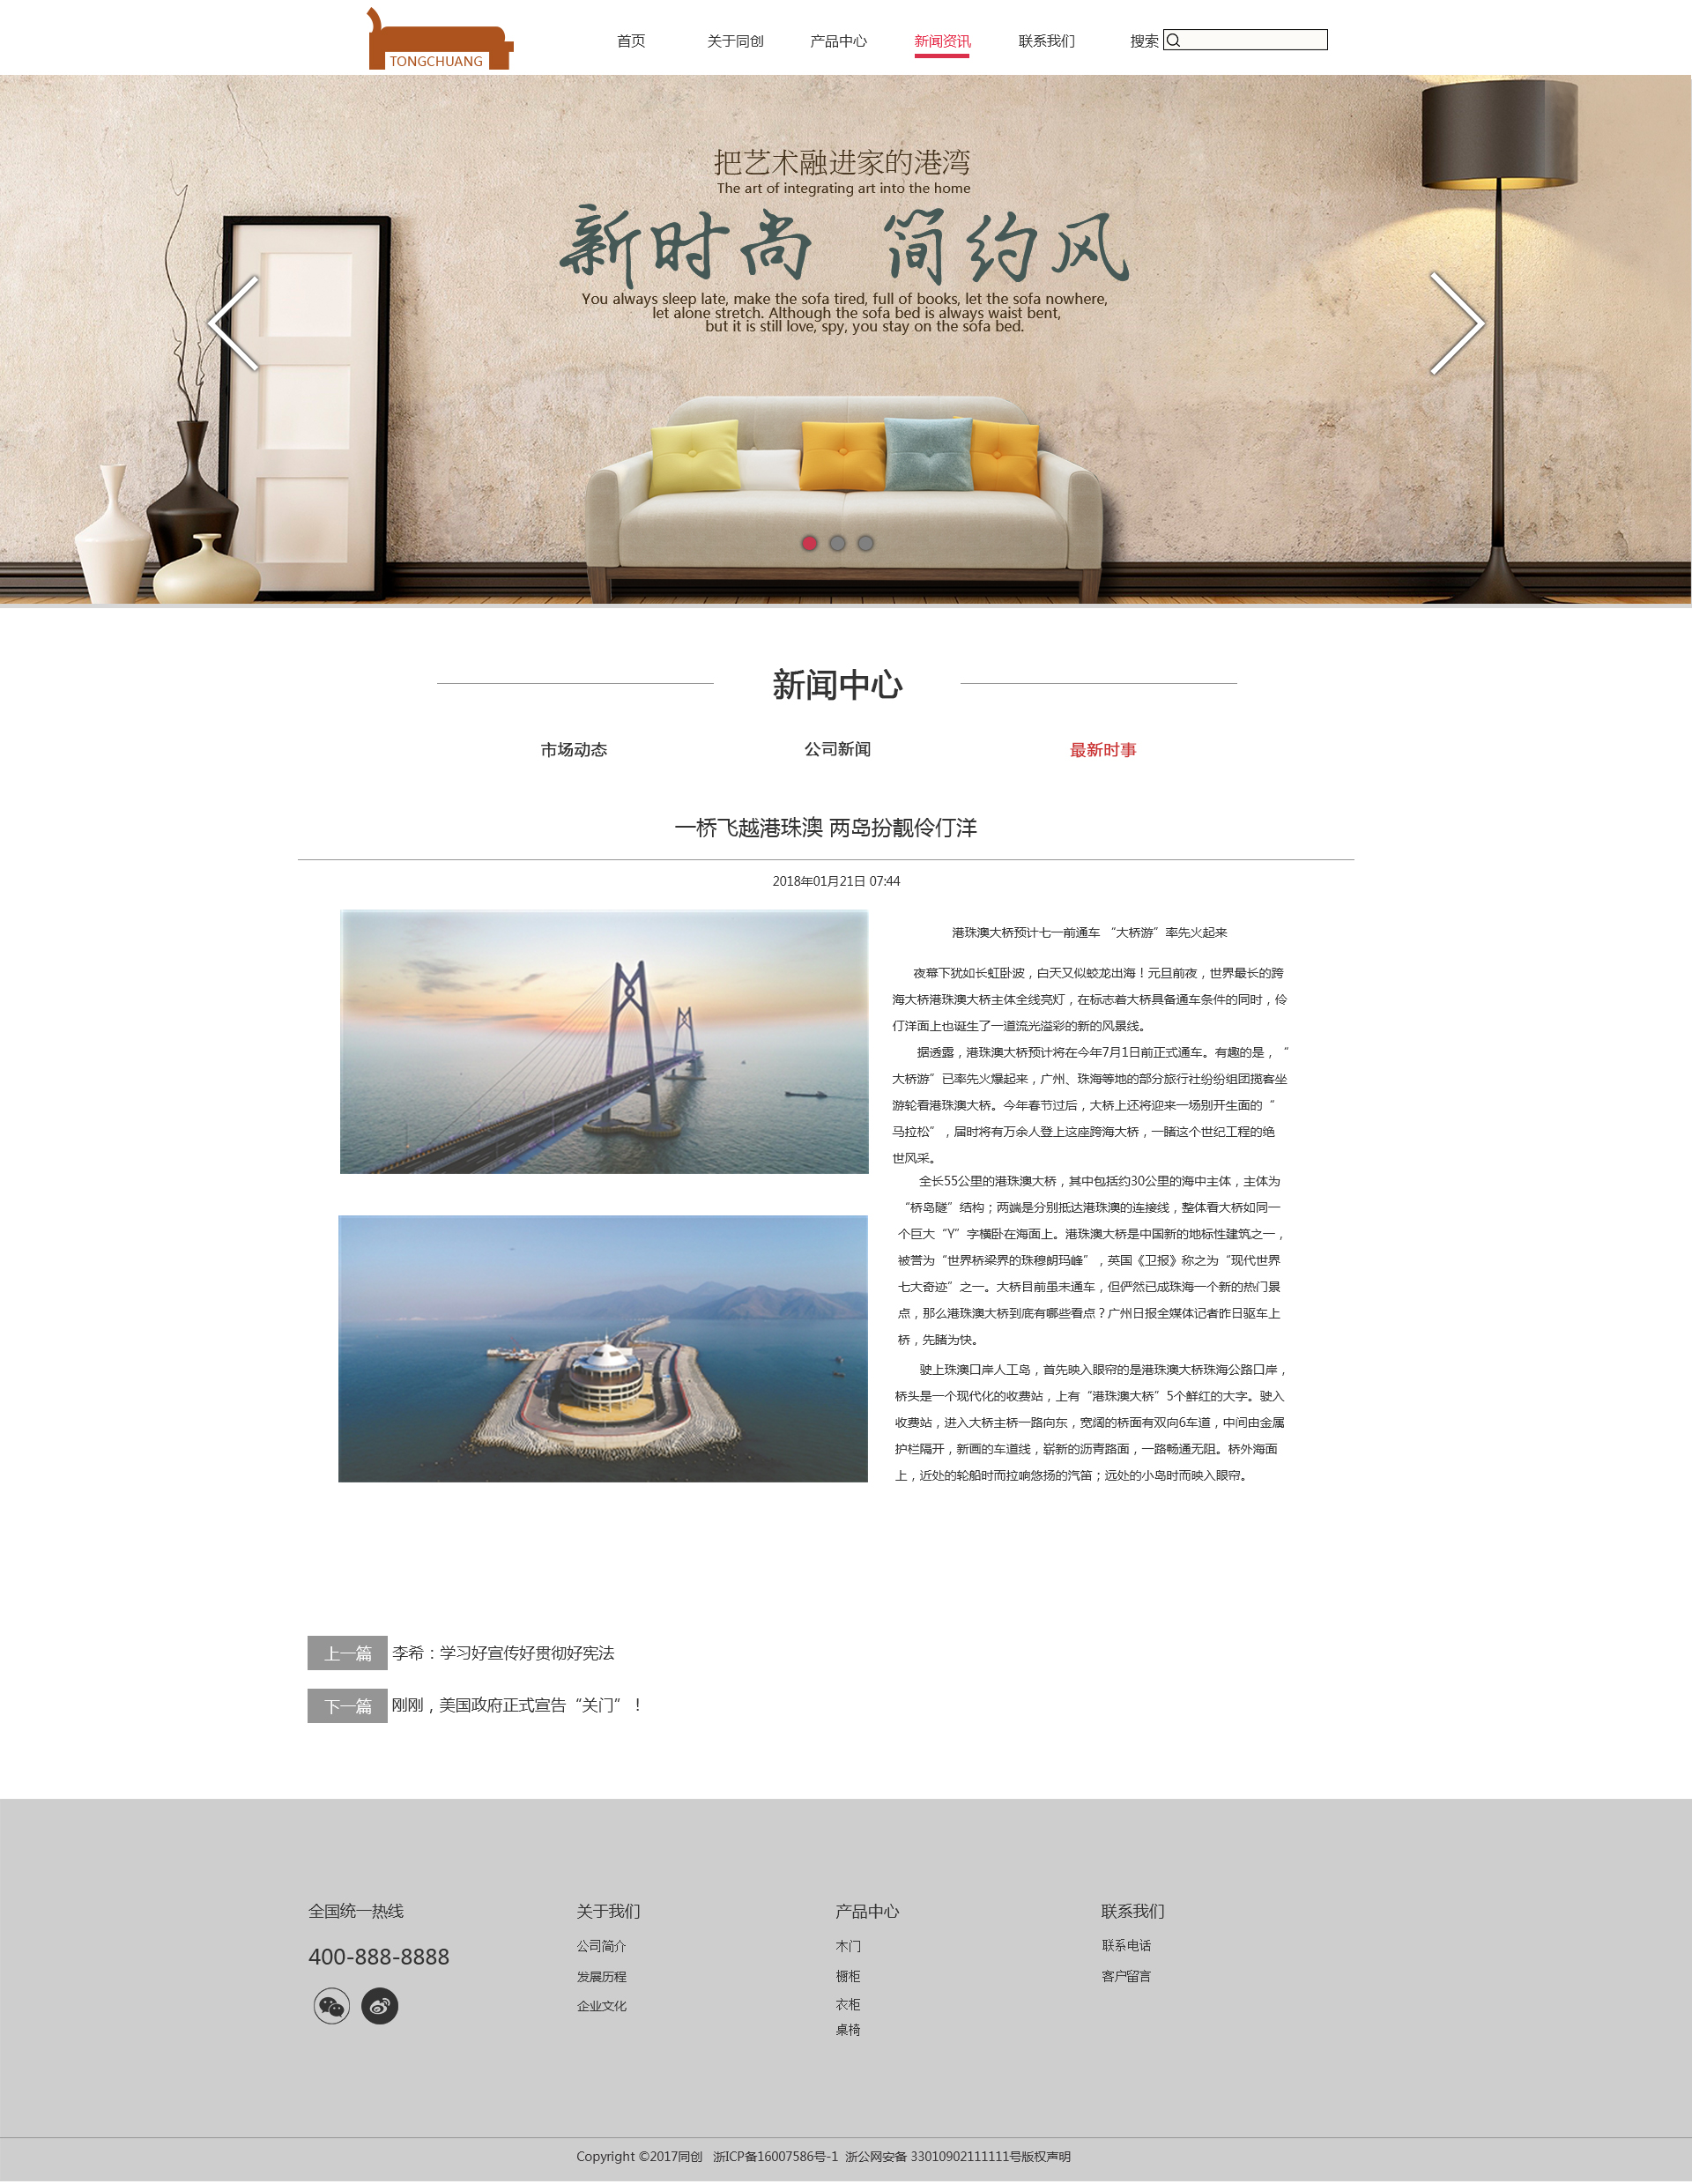 TONGCHUANG
首页 关于同创 产品中心 新闻资讯 联系我们 搜索
把艺术融进家的港湾
The art of integrating art into the home
新时尚 简约风
You always sleep late, make the sofa tired, full of books, let the sofa nowhere,
let alone stretch. Although the sofa bed is always waist bent,
but it is still love, spy, you stay on the sofa bed.
新闻中心
市场动态 公司新闻 最新时事
一桥飞越港珠澳 两岛扮靓伶仃洋
2018年01月21日 07:44
港珠澳大桥预计七一前通车 “大桥游”率先火起来
夜幕下犹如长虹卧波，白天又似蛟龙出海！元旦前夜，世界最长的跨
海大桥港珠澳大桥主体全线亮灯，在标志着大桥具备通车条件的同时，伶
仃洋面上也诞生了一道流光溢彩的新的风景线。
据透露，港珠澳大桥预计将在今年7月1日前正式通车。有趣的是，“
大桥游”已率先火爆起来，广州、珠海等地的部分旅行社纷纷组团揽客坐
游轮看港珠澳大桥。今年春节过后，大桥上还将迎来一场别开生面的“
马拉松”，届时将有万余人登上这座跨海大桥，一睹这个世纪工程的绝
世风采。
全长55公里的港珠澳大桥，其中包括约30公里的海中主体，主体为
“桥岛隧”结构；两端是分别抵达港珠澳的连接线，整体看大桥如同一
个巨大“Y”字横卧在海面上。港珠澳大桥是中国新的地标性建筑之一，
被誉为“世界桥梁界的珠穆朗玛峰”，英国《卫报》称之为“现代世界
七大奇迹”之一。大桥目前虽未通车，但俨然已成珠海一个新的热门景
点，那么港珠澳大桥到底有哪些看点？广州日报全媒体记者昨日驱车上
桥，先睹为快。
驶上珠澳口岸人工岛，首先映入眼帘的是港珠澳大桥珠海公路口岸，
桥头是一个现代化的收费站，上有“港珠澳大桥”5个鲜红的大字。驶入
收费站，进入大桥主桥一路向东，宽阔的桥面有双向6车道，中间由金属
护栏隔开，新画的车道线，崭新的沥青路面，一路畅通无阻。桥外海面
上，近处的轮船时而拉响悠扬的汽笛；远处的小岛时而映入眼帘。
上一篇 李希：学习好宣传好贯彻好宪法
下一篇 刚刚，美国政府正式宣告“关门”！
全国统一热线 关于我们 产品中心 联系我们
400-888-8888
公司简介 木门 联系电话
发展历程 橱柜 客户留言
企业文化 衣柜
桌椅
Copyright ©2017同创 浙ICP备16007586号-1 浙公网安备 33010902111111号版权声明